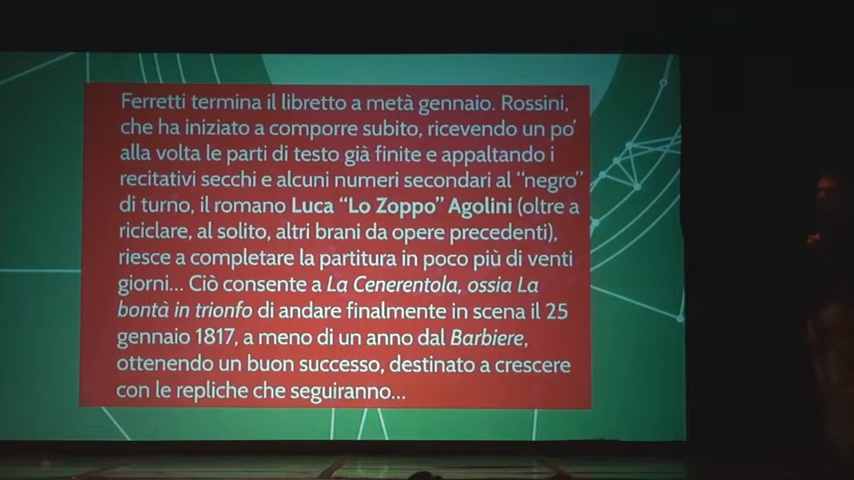 Ferretti termina il libretto a metà gennaio. Rossini,
che ha iniziato a comporre subito, ricevendo un po'
alla volta le parti di testo già finite e appaltando i
recitativi secchi e alcuni numeri secondari al "negro"
di turno, il romano Luca "Lo Zoppo" Agolini (oltre a
riciclare, al solito, altri brani da opere precedenti),
riesce a completare la partitura in poco più di venti
giorni... Ciò consente a La Cenerentola, ossia La
bontà in trionfo di andare finalmente in scena il 25
gennaio 1817, a meno di un anno dal Barbiere,
ottenendo un buon successo, destinato a crescere
con le repliche che seguiranno...